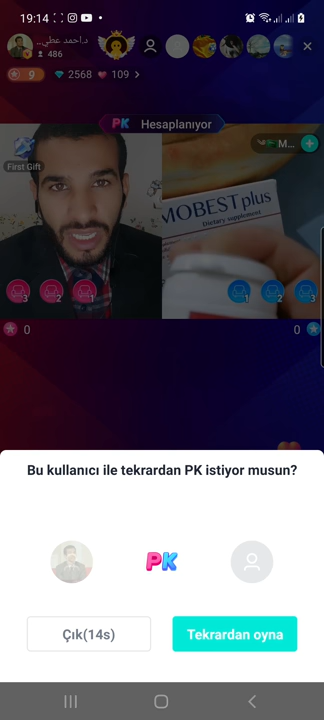 19:14
د.احمد عطي..
486
9
2568
109
PK Hesaplanıyor
First Gift
M...
MOBEST plus
Dietary supplement
3
2
1
1
2
3
0
0
Bu kullanıcı ile tekrardan PK istiyor musun?
PK
Çık(14s)
Tekrardan oyna